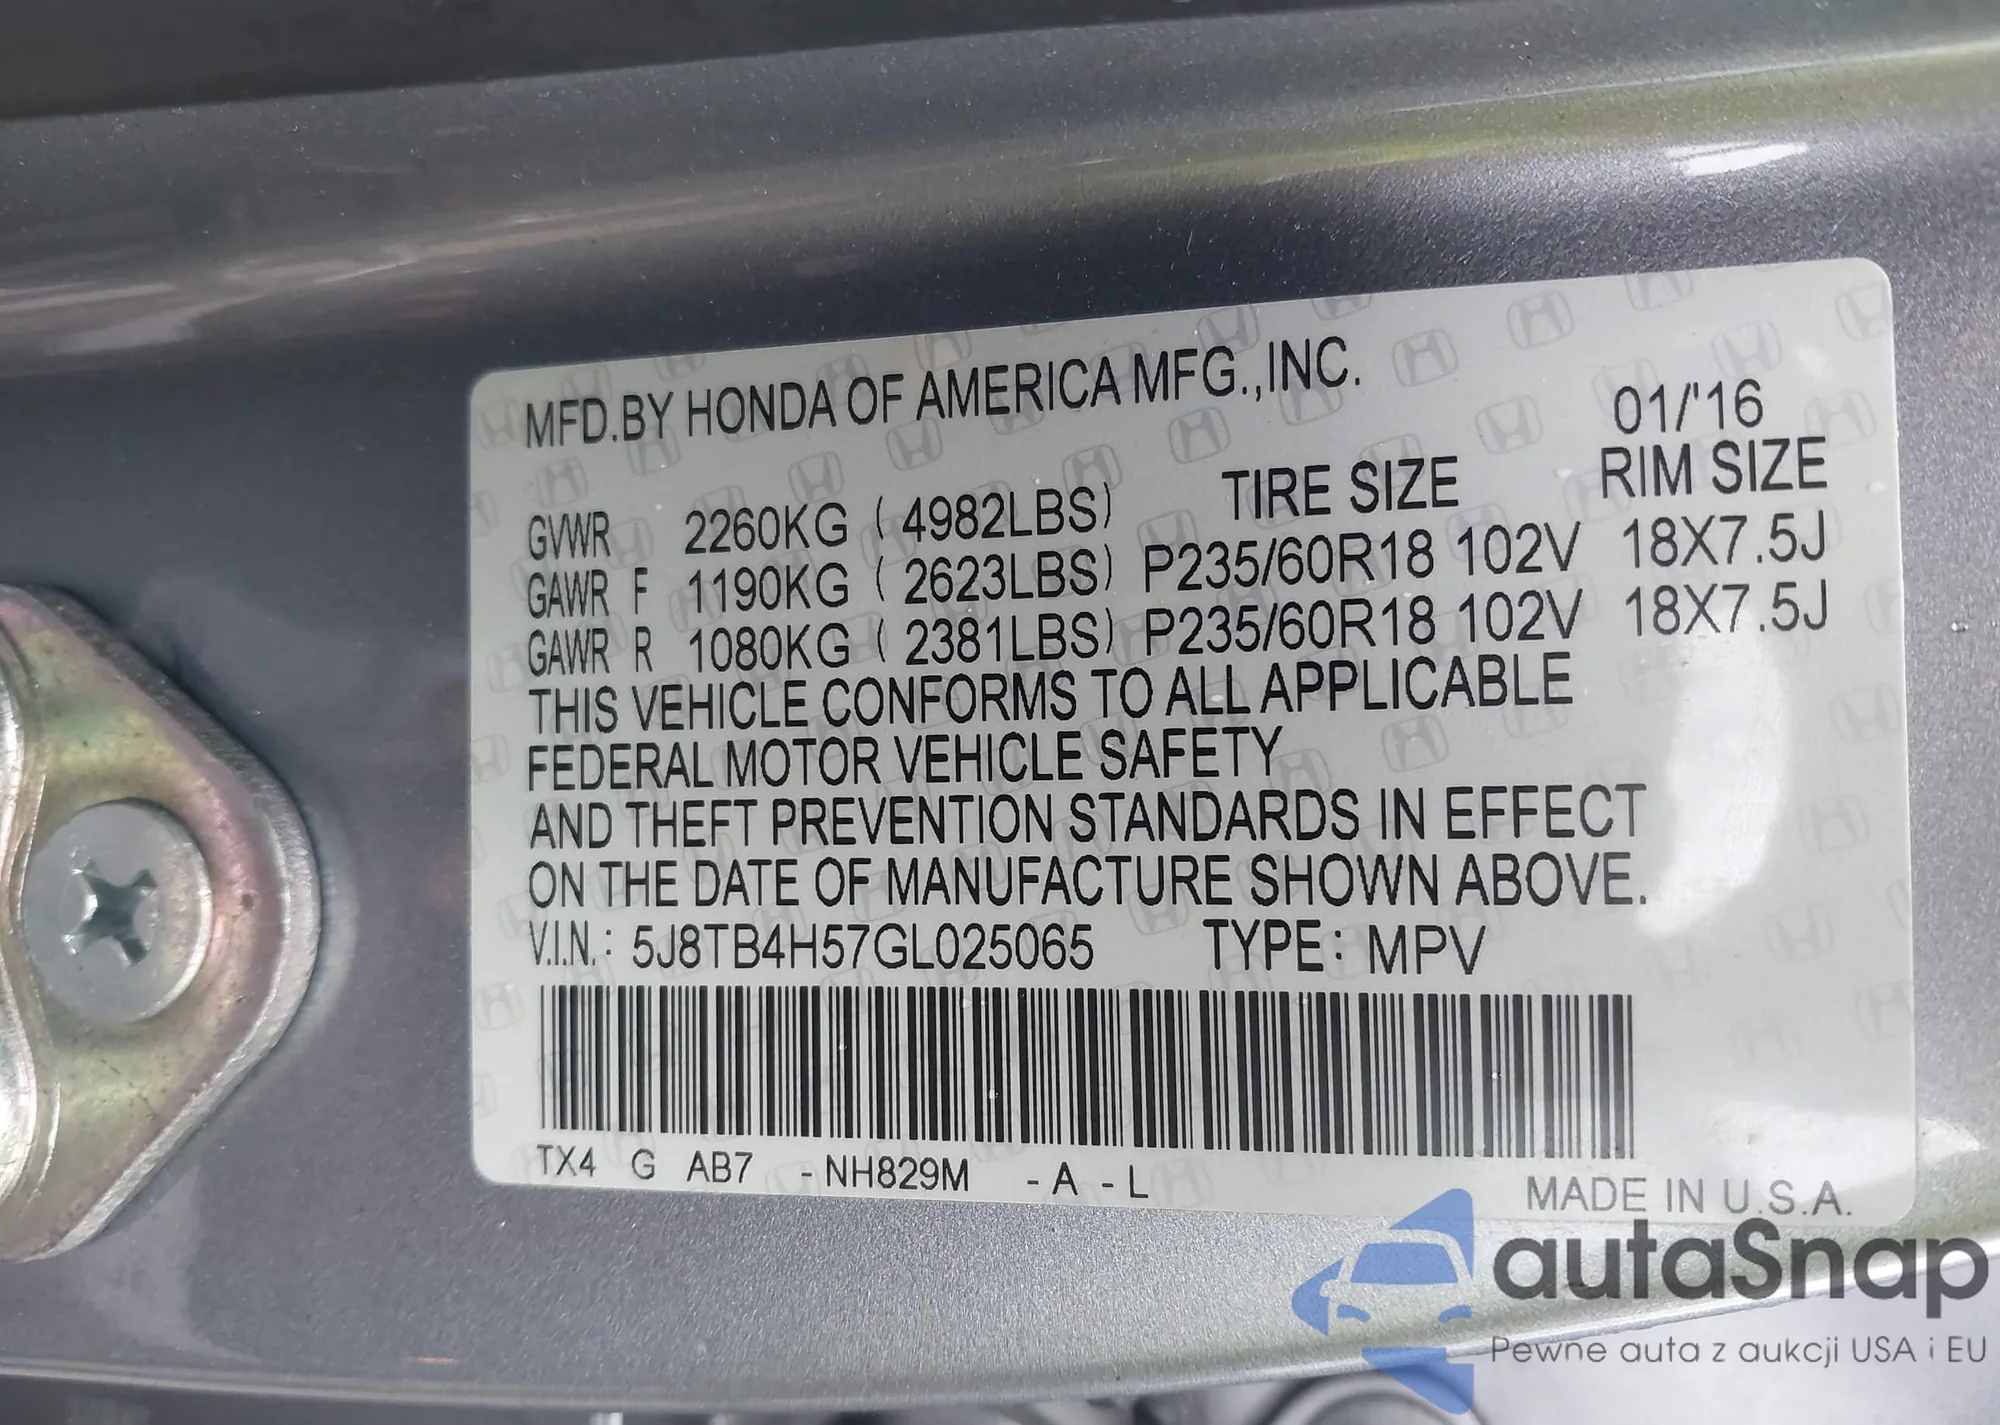 MFD.BY HONDA OF AMERICA MFG.,INC.
01/'16
TIRE SIZE RIM SIZE
GVWR 2260KG (4982LBS)
GAWR F 1190KG (2623LBS) P235/60R18 102V 18X7.5J
GAWR R 1080KG (2381LBS) P235/60R18 102V 18X7.5J
THIS VEHICLE CONFORMS TO ALL APPLICABLE
FEDERAL MOTOR VEHICLE SAFETY
AND THEFT PREVENTION STANDARDS IN EFFECT
ON THE DATE OF MANUFACTURE SHOWN ABOVE.
V.I.N.: 5J8TB4H57GL025065 TYPE: MPV
TX4 G AB7 -NH829M -A -L
MADE IN U.S.A.
autaSnap
Pewne auta z aukcji USA i EU